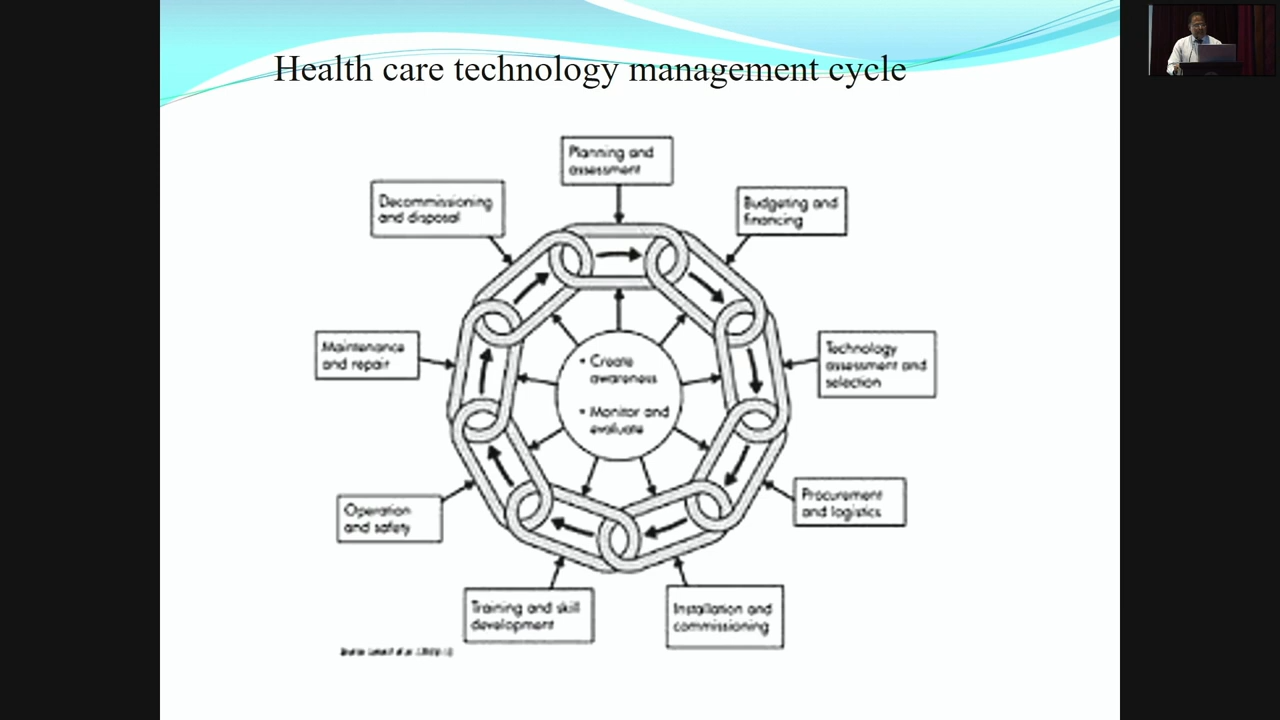 Health care technology management cycle
Planning and
assessment
Budgeting and
financing
Technology
assessment and
selection
Procurement
and logistics
Installation and
commissioning
Training and skill
development
Operation
and safety
Maintenance
and repair
Decommissioning
and disposal
• Create
awareness
• Monitor and
evaluate